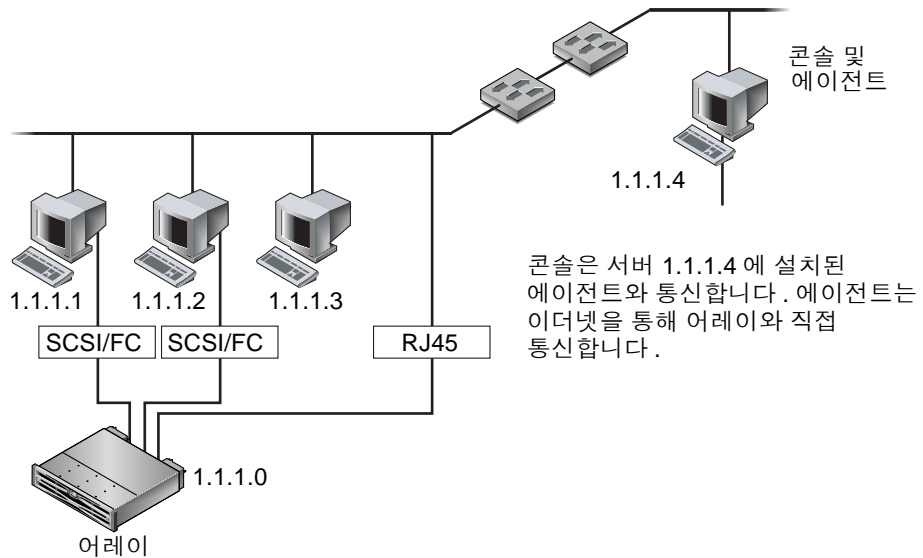 콘솔 및
에이전트
1.1.1.4
1.1.1.1
1.1.1.2
1.1.1.3
콘솔은 서버 1.1.1.4 에 설치된
에이전트와 통신합니다 . 에이전트는
이더넷을 통해 어레이와 직접
통신합니다 .
SCSI/FC
SCSI/FC
RJ45
1.1.1.0
어레이